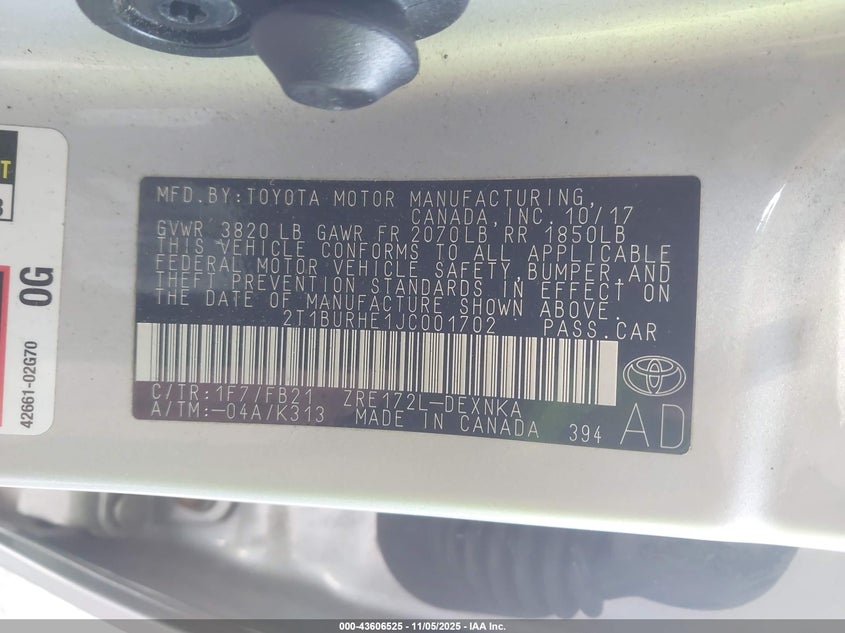 T
3
0G
42661-02G70
MFD.BY:TOYOTA MOTOR MANUFACTURING,
CANADA,INC. 10/17
GVWR 3820 LB GAWR FR 2070LB RR 1850LB
THIS VEHICLE CONFORMS TO ALL APPLICABLE
FEDERAL MOTOR VEHICLE SAFETY, BUMPER, AND
THEFT PREVENTION STANDARDS IN EFFECT ON
THE DATE OF MANUFACTURE SHOWN ABOVE.
2T1BURHE1JC001702 PASS.CAR
C/TR:1F7/FB21 ZRE172L-DEXNKA
A/TM:-04A/K313 MADE IN CANADA 394
AD
000-43606525 - 11/05/2025 - IAA Inc.